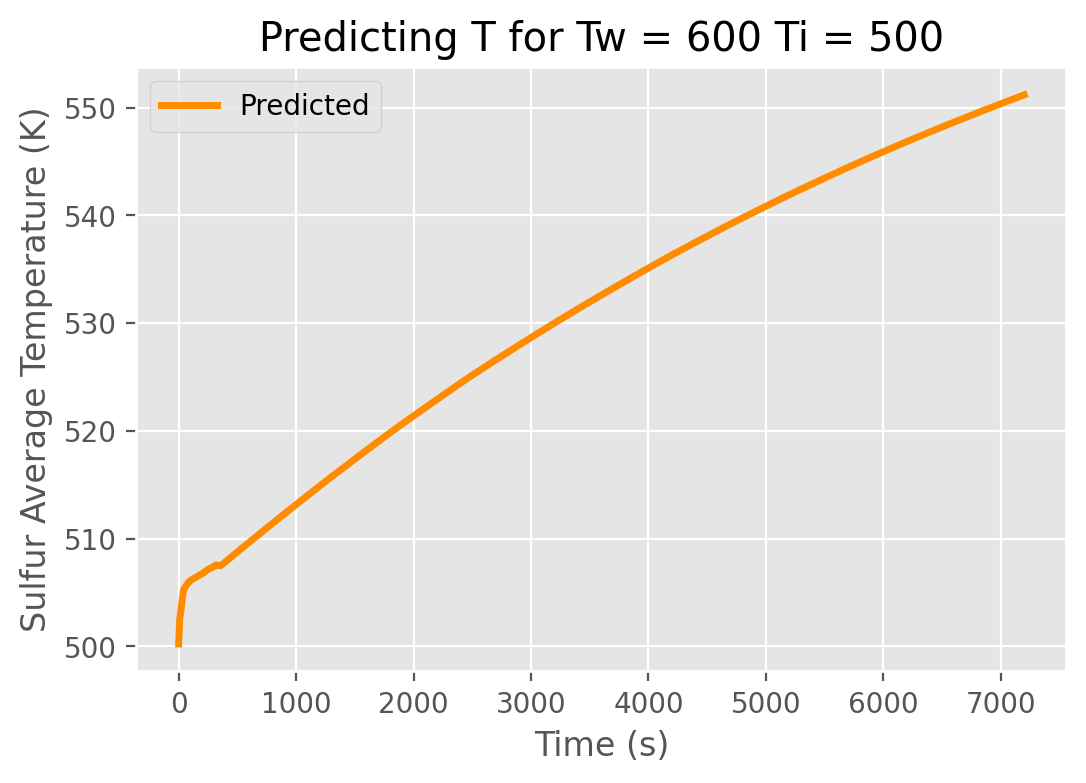 Predicting T for Tw = 600 Ti = 500
Predicted
Sulfur Average Temperature (K)
550
540
530
520
510
500
0 1000 2000 3000 4000 5000 6000 7000
Time (s)